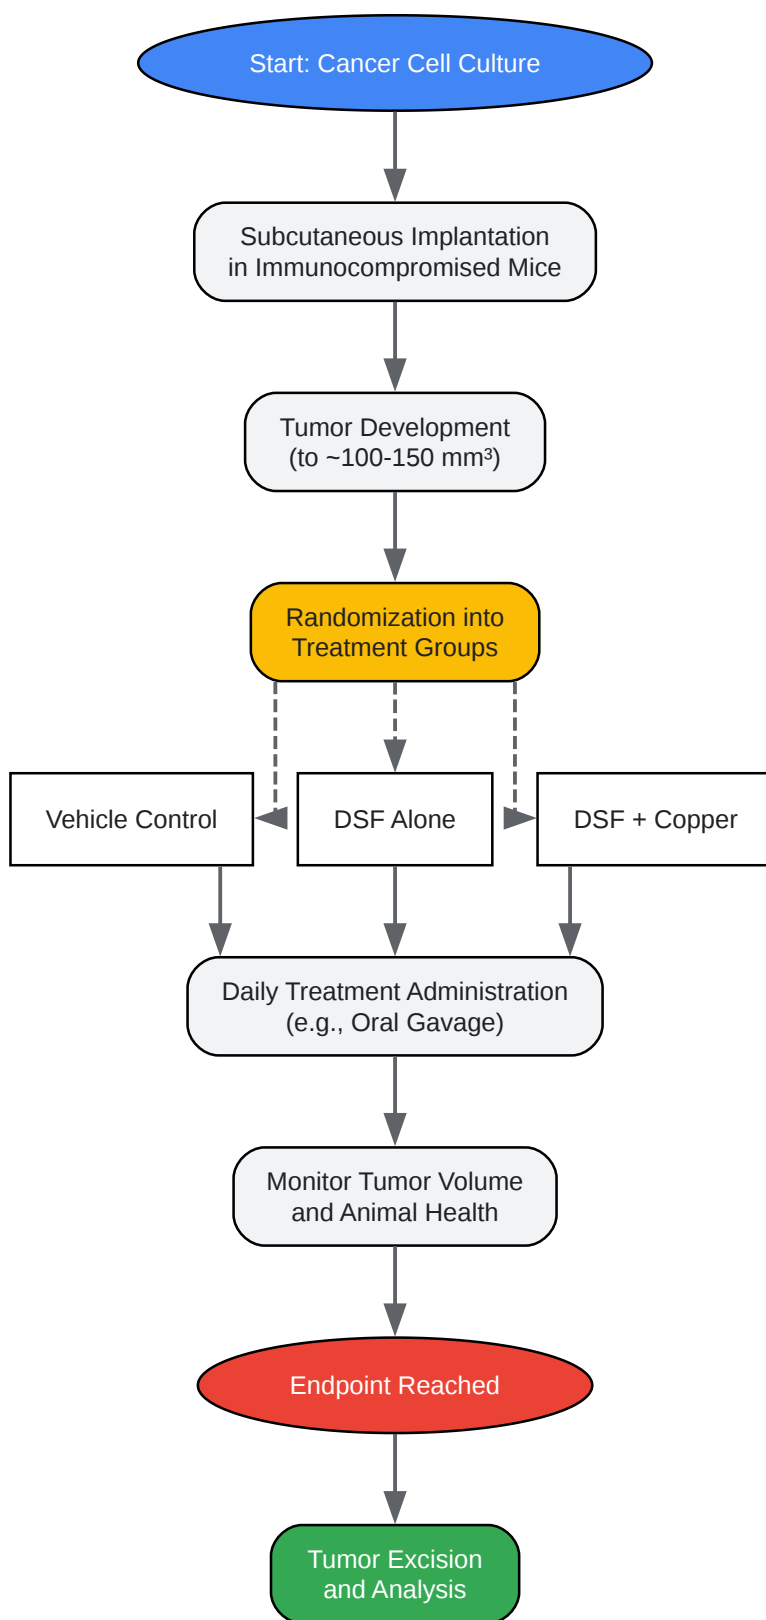 Start: Cancer Cell Culture
Subcutaneous Implantation
in Immunocompromised Mice
Tumor Development
(to ~100-150 mm³)
Randomization into
Treatment Groups
Vehicle Control
DSF Alone
DSF + Copper
Daily Treatment Administration
(e.g., Oral Gavage)
Monitor Tumor Volume
and Animal Health
Endpoint Reached
Tumor Excision
and Analysis